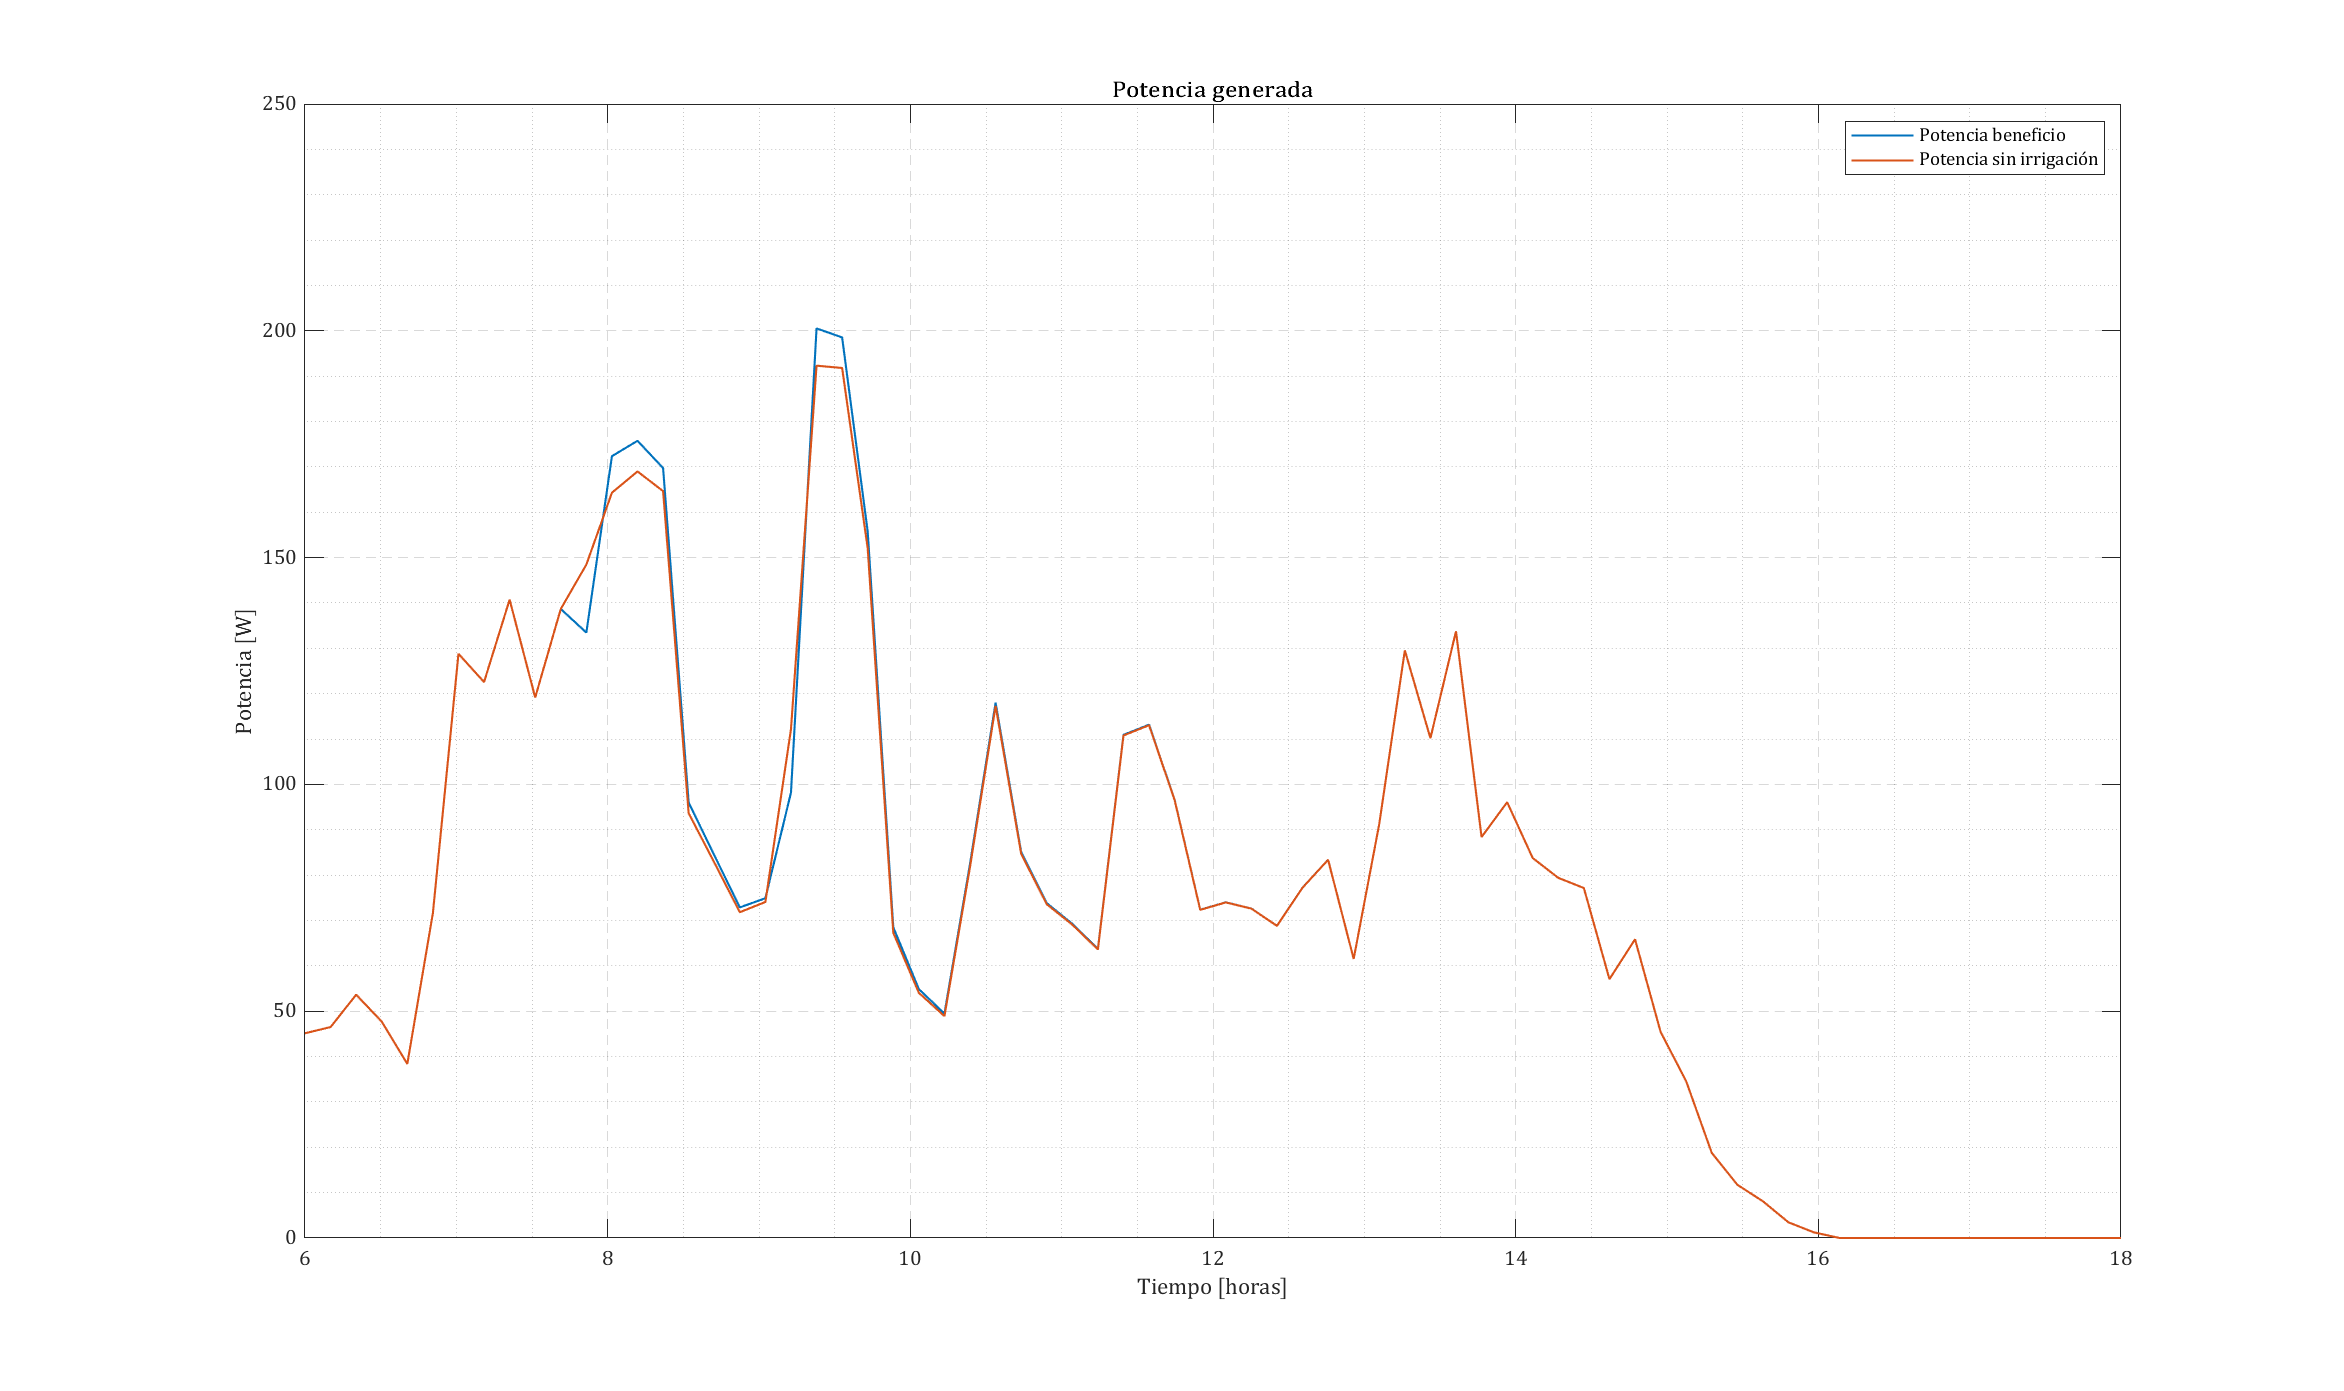 Potencia generada
250
200
150
100
50
0
Potencia [W]
Potencia beneficio
Potencia sin irrigación
6 8 10 12 14 16 18
Tiempo [horas]